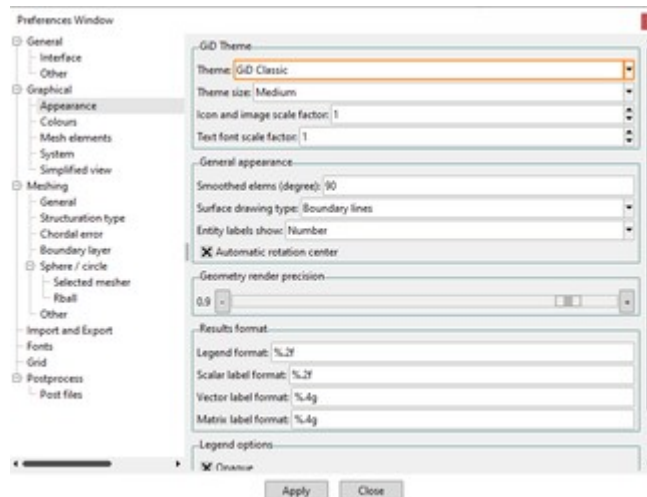 Preferences Window
General
Interface
Other
Graphical
Appearance
Colours
Mesh elements
System
Simplified view
Meshing
General
Structuration type
Chordal error
Boundary layer
Sphere / circle
Selected mesher
Rball
Other
Import and Export
Fonts
Grid
Postprocess
Post files
GiD Theme
Theme: GiD Classic
Theme size: Medium
Icon and image scale factor: 1
Text font scale factor: 1
General appearance
Smoothed elems (degree): 90
Surface drawing type: Boundary lines
Entity labels show: Number
Automatic rotation center
Geometry render precision
0.9 - +
Results format
Legend format: %.2f
Scalar label format: %.2f
Vector label format: %.4g
Matrix label format: %.4g
Legend options
Opaque
Apply Close